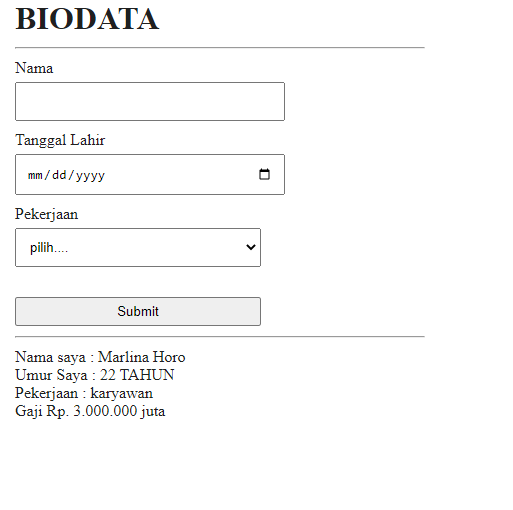 BIODATA
Nama
Tanggal Lahir
mm/dd/yyyy
Pekerjaan
pilih....
Submit
Nama saya : Marlina Horo
Umur Saya : 22 TAHUN
Pekerjaan : karyawan
Gaji Rp. 3.000.000 juta